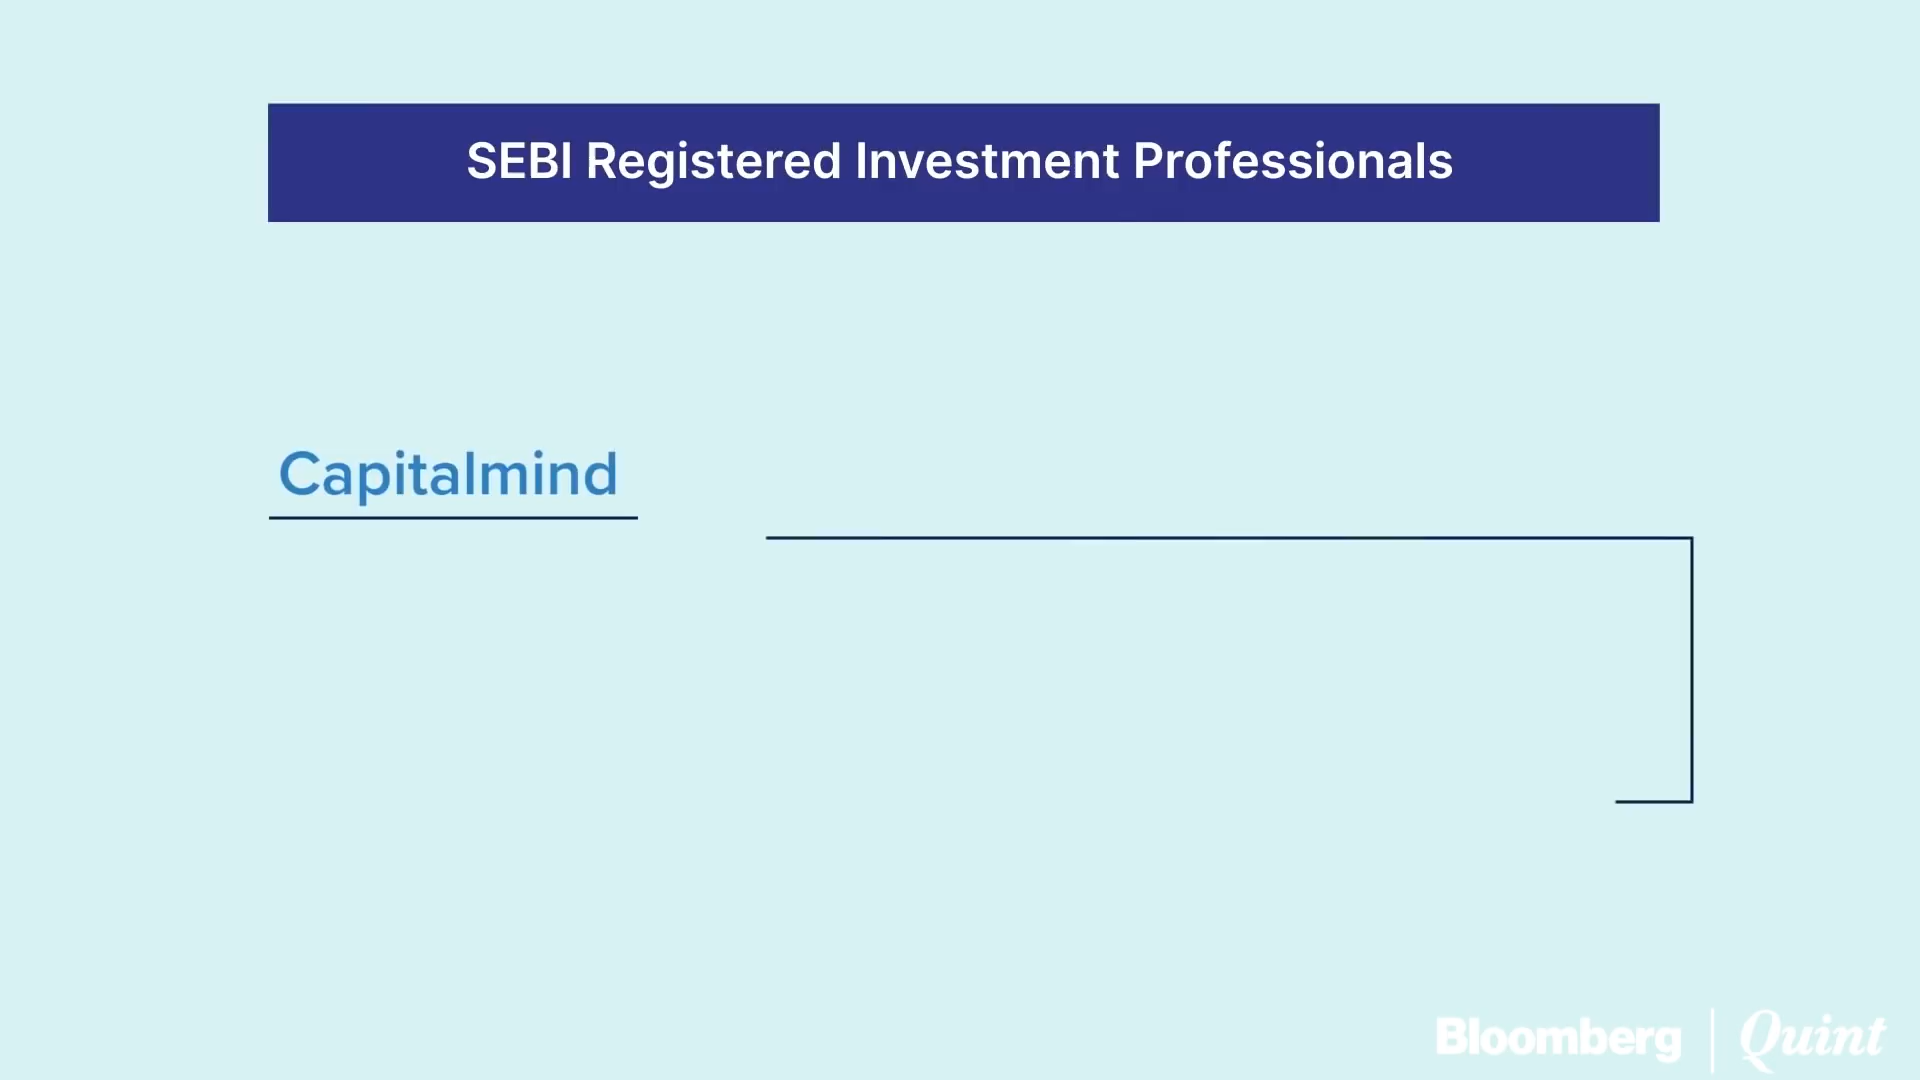 SEBI Registered Investment Professionals
Capitalmind
Bloomberg | Quint